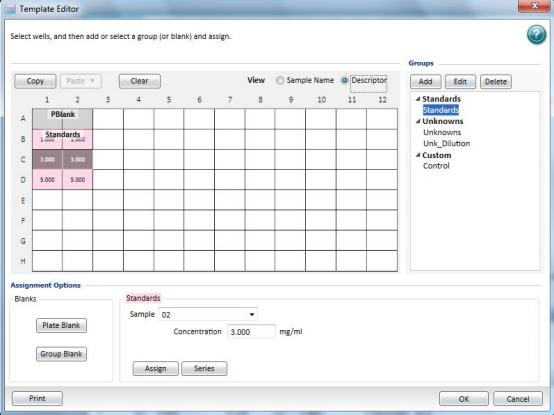 Template Editor
Select wells, and then add or select a group (or blank) and assign.
Groups
Copy Paste Clear View Sample Name Descriptor
Add Edit Delete
1 2 3 4 5 6 7 8 9 10 11 12
A PBlank
Standards
B 1.000 1.000
C 3.000 3.000
D 5.000 5.000
E
F
G
H
Standards
Standards
Unknowns
Unknowns
Unk_Dilution
Custom
Control
Assignment Options
Blanks
Plate Blank
Group Blank
Standards
Sample 02
Concentration 3.000 mg/ml
Assign Series
Print OK Cancel